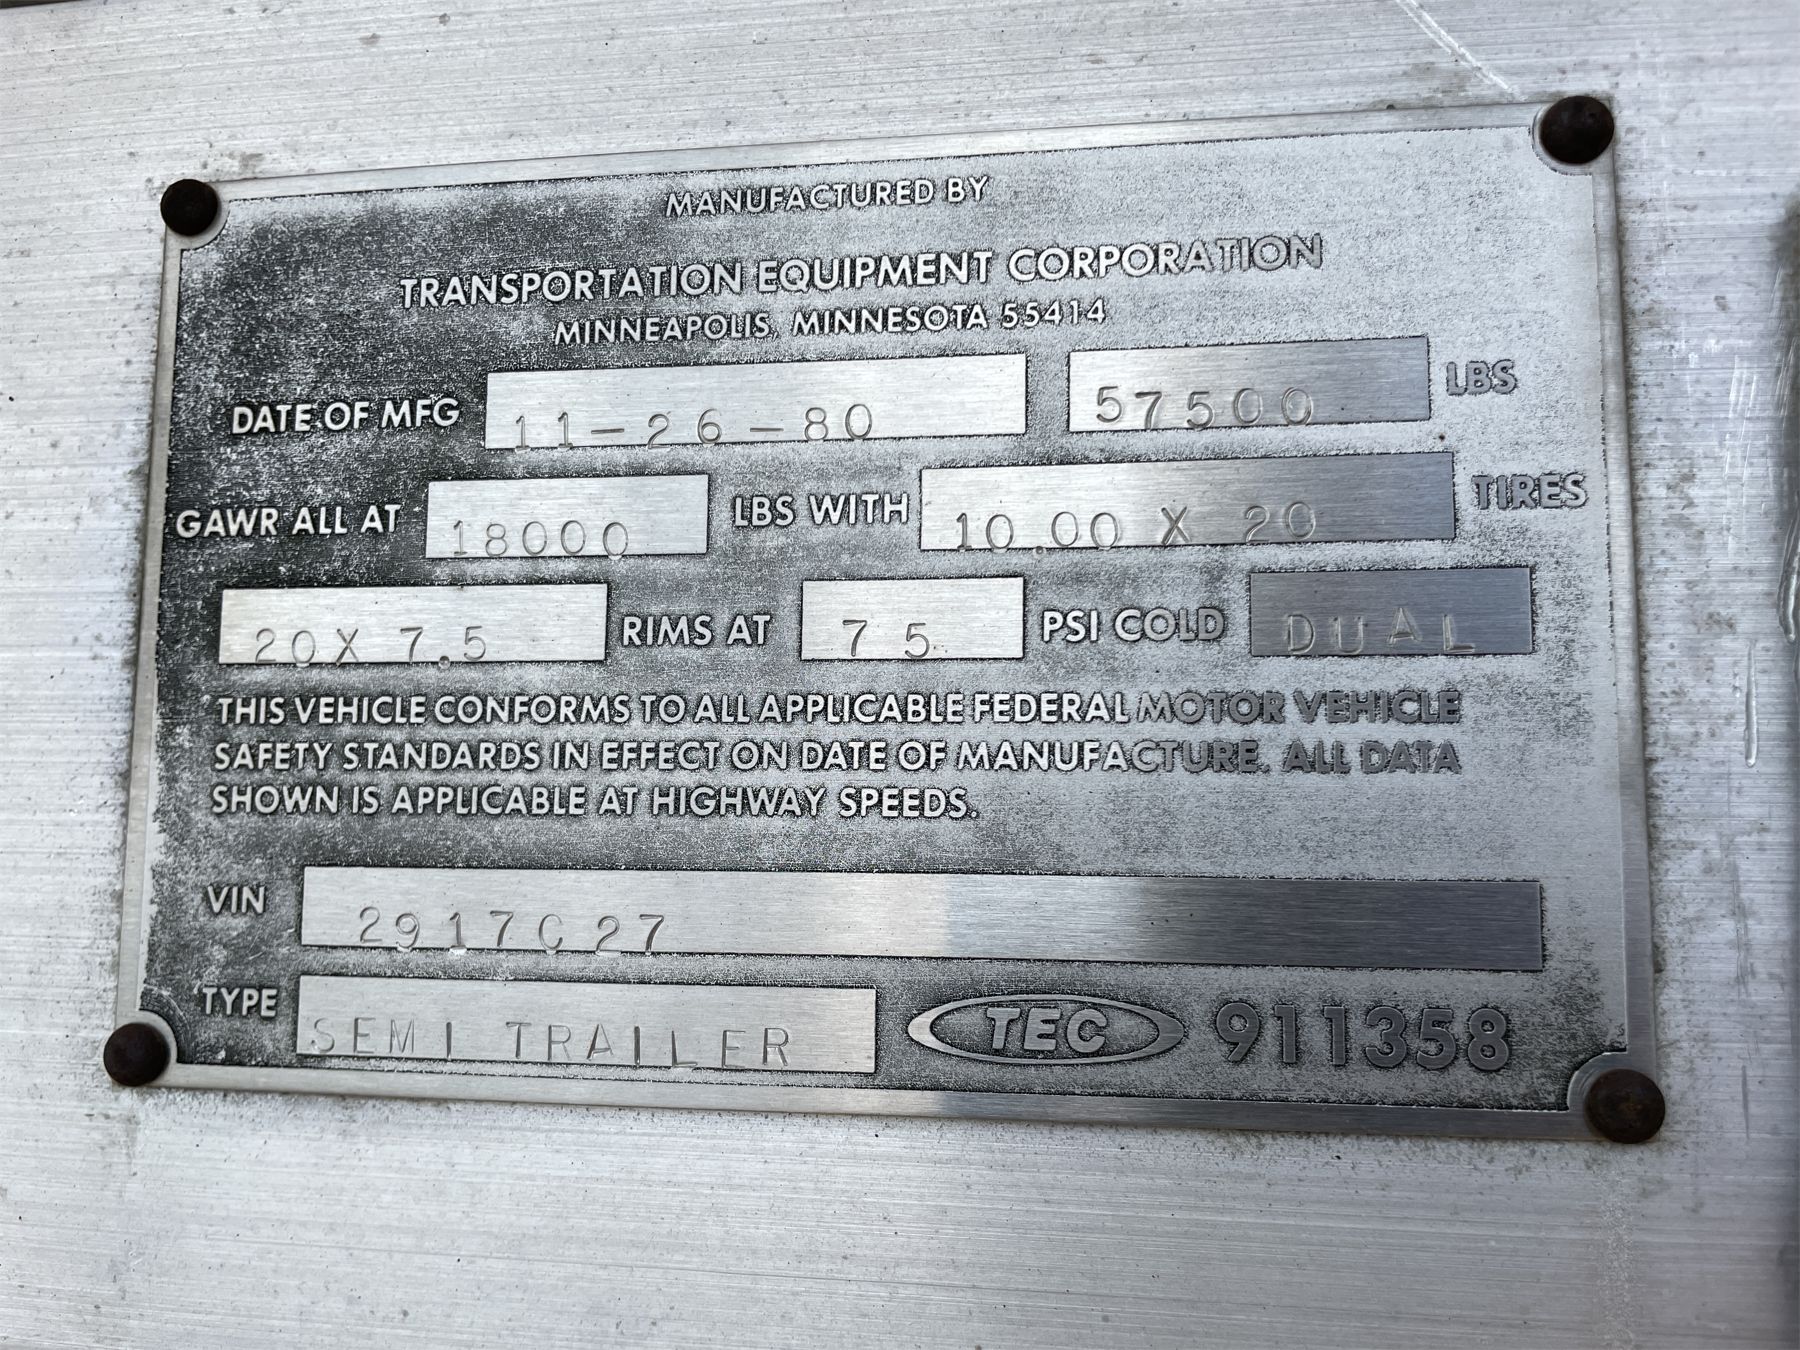 MANUFACTURED BY
TRANSPORTATION EQUIPMENT CORPORATION
MINNEAPOLIS, MINNESOTA 55414
DATE OF MFG 11-26-80 57500 LBS
GAWR ALL AT 18000 LBS WITH 10.00 X 20 TIRES
20X 7.5 RIMS AT 75 PSI COLD DUAL
THIS VEHICLE CONFORMS TO ALL APPLICABLE FEDERAL MOTOR VEHICLE
SAFETY STANDARDS IN EFFECT ON DATE OF MANUFACTURE. ALL DATA
SHOWN IS APPLICABLE AT HIGHWAY SPEEDS.
VIN 2917C27
TYPE SEMI TRAILER TEC 911358